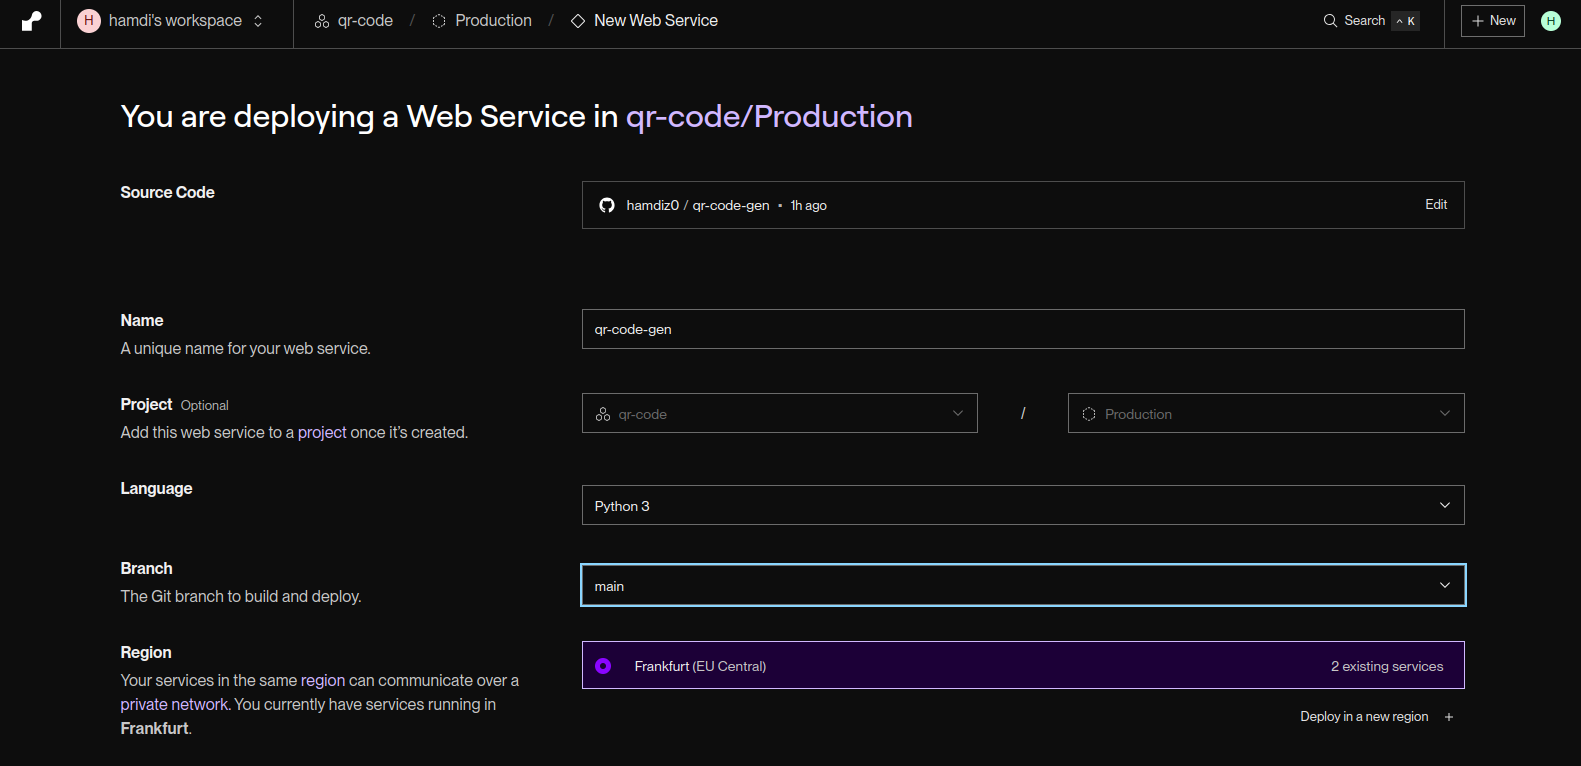 H hamdi's workspace qr-code / Production / New Web Service Search ^ K + New H
You are deploying a Web Service in qr-code/Production
Source Code
hamdiz0 / qr-code-gen • 1h ago Edit
Name
A unique name for your web service.
qr-code-gen
Project Optional
Add this web service to a project once it's created.
qr-code / Production
Language
Python 3
Branch
The Git branch to build and deploy.
main
Region
Your services in the same region can communicate over a
private network. You currently have services running in
Frankfurt.
Frankfurt (EU Central) 2 existing services
Deploy in a new region +